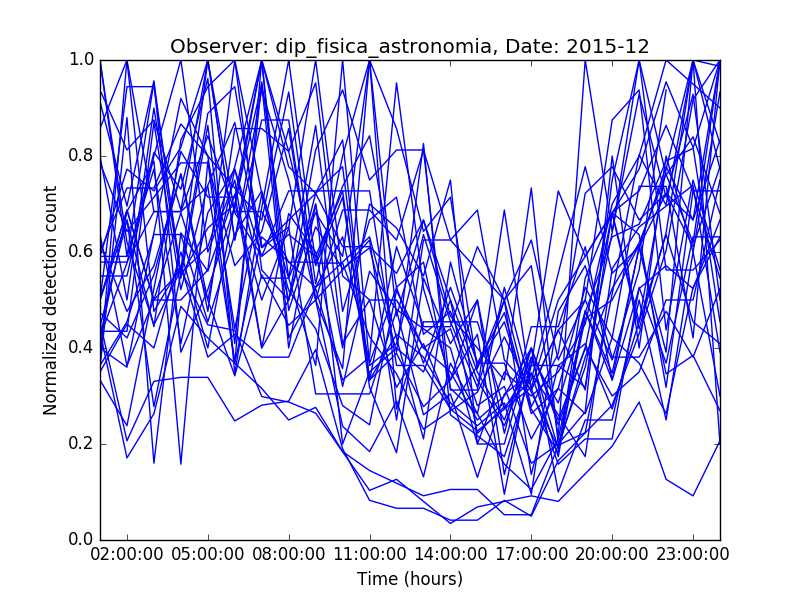 Observer: dip_fisica_astronomia, Date: 2015-12
Normalized detection count
1.0
0.8
0.6
0.4
0.2
0.0
02:00:00 05:00:00 08:00:00 11:00:00 14:00:00 17:00:00 20:00:00 23:00:00
Time (hours)